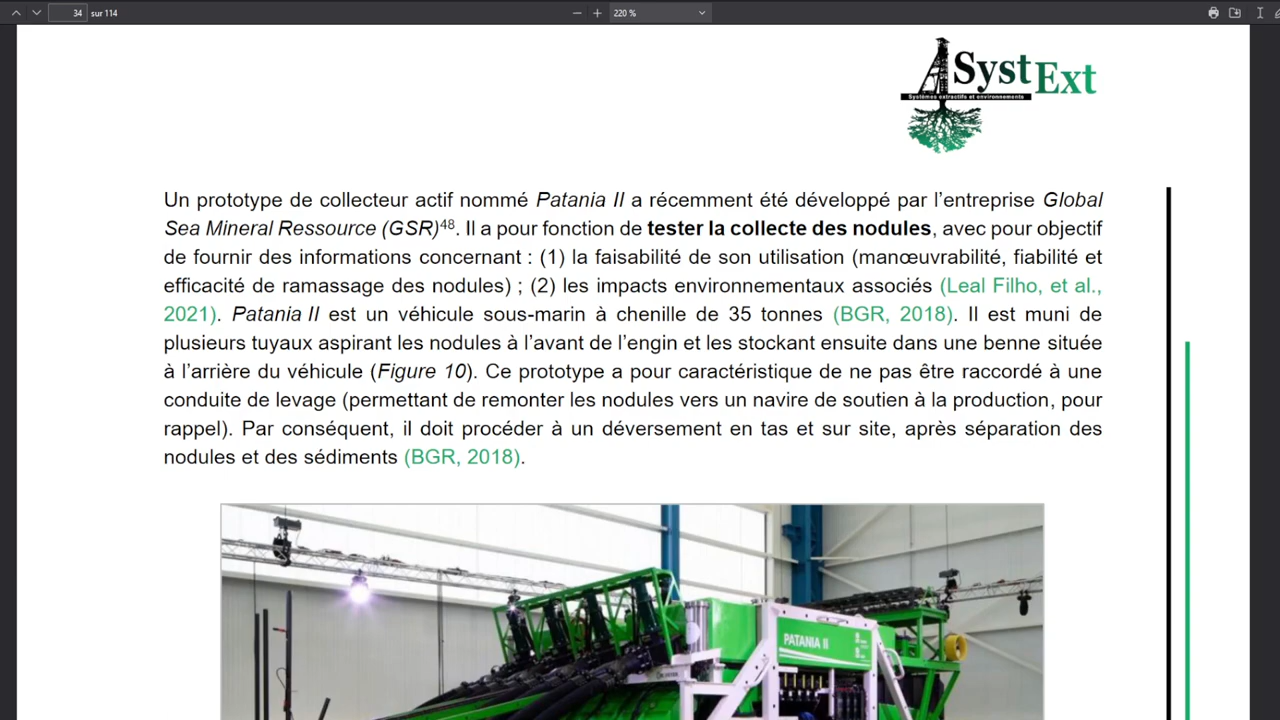 34 sur 114
220 %
Syst Ext
Systèmes extractifs et environnements
Un prototype de collecteur actif nommé Patania II a récemment été développé par l’entreprise Global
Sea Mineral Ressource (GSR)48. Il a pour fonction de tester la collecte des nodules, avec pour objectif
de fournir des informations concernant : (1) la faisabilité de son utilisation (manœuvrabilité, fiabilité et
efficacité de ramassage des nodules) ; (2) les impacts environnementaux associés (Leal Filho, et al.,
2021). Patania II est un véhicule sous-marin à chenille de 35 tonnes (BGR, 2018). Il est muni de
plusieurs tuyaux aspirant les nodules à l’avant de l’engin et les stockant ensuite dans une benne située
à l’arrière du véhicule (Figure 10). Ce prototype a pour caractéristique de ne pas être raccordé à une
conduite de levage (permettant de remonter les nodules vers un navire de soutien à la production, pour
rappel). Par conséquent, il doit procéder à un déversement en tas et sur site, après séparation des
nodules et des sédiments (BGR, 2018).
PATANIA II